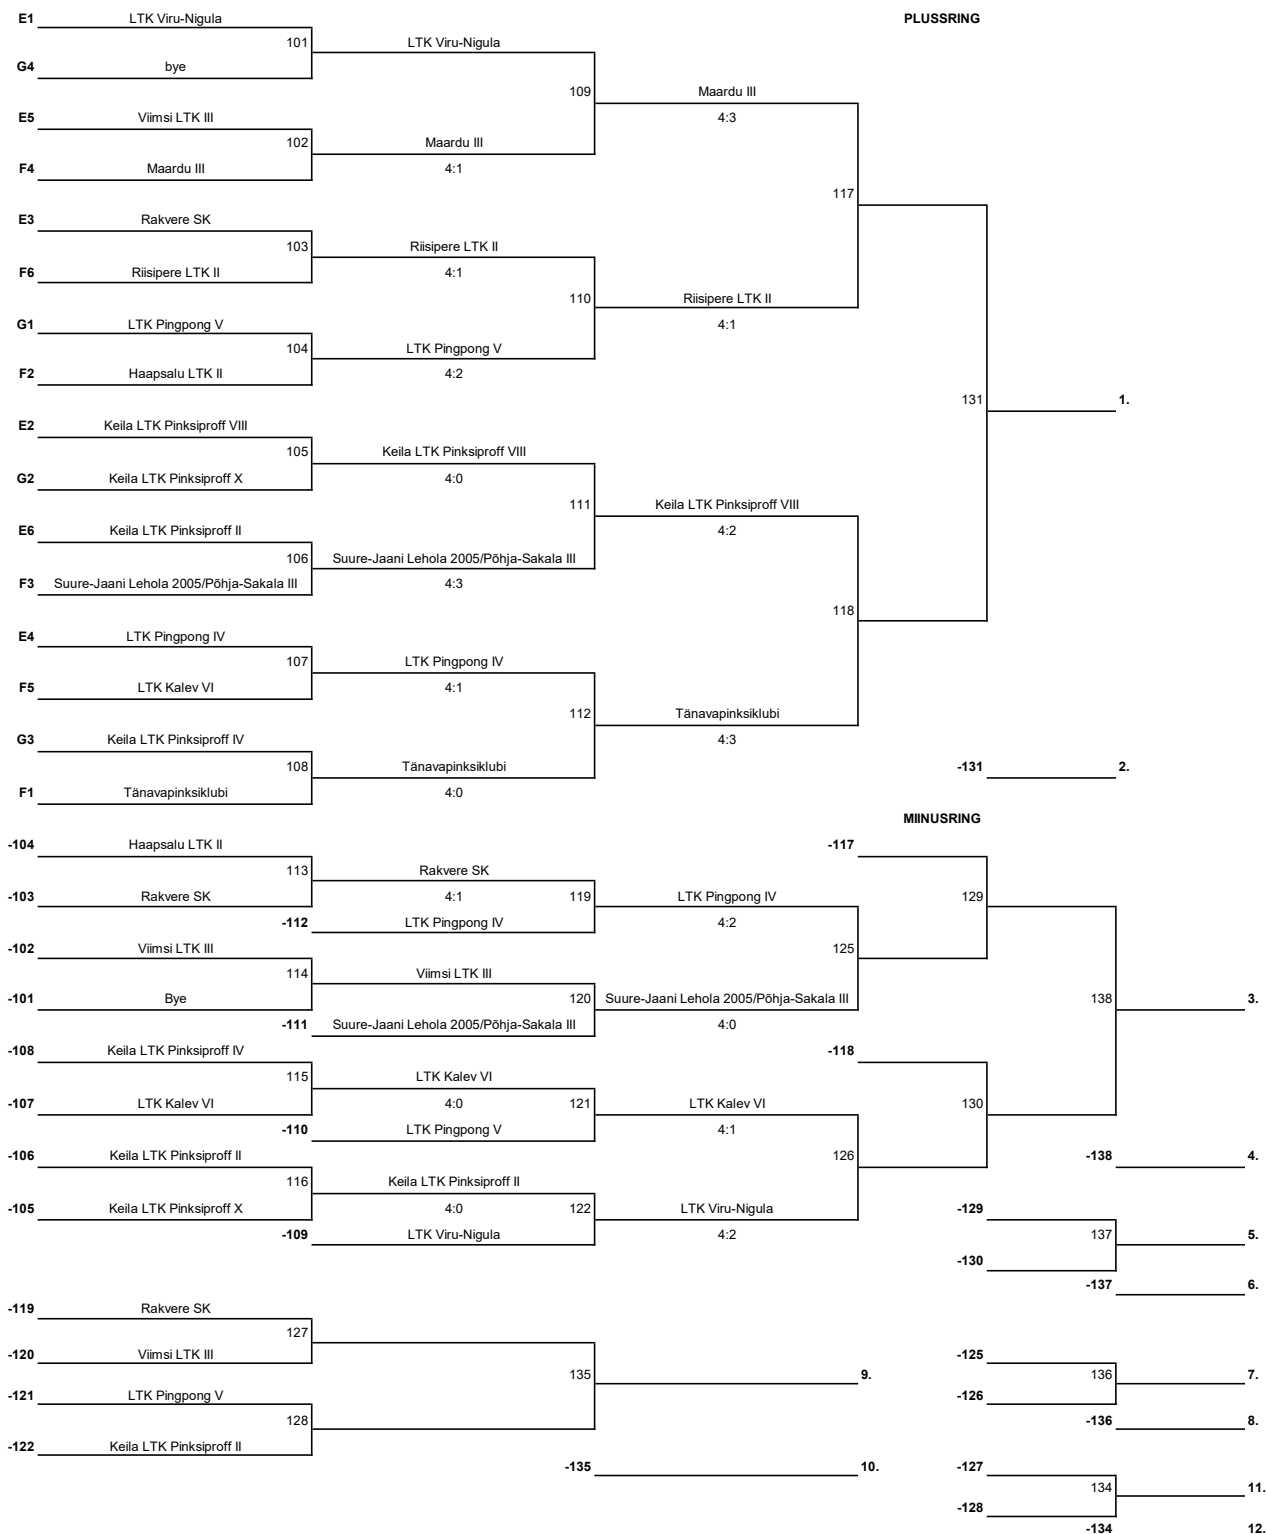 E1 LTK Viru-Nigula PLUSSRING
101 LTK Viru-Nigula
G4 bye
109 Maardu III
E5 Viimsi LTK III 4:3
102 Maardu III
F4 Maardu III 4:1
117
E3 Rakvere SK
103 Riisipere LTK II
F6 Riisipere LTK II 4:1
110 Riisipere LTK II
G1 LTK Pingpong V 4:1
104 LTK Pingpong V
F2 Haapsalu LTK II 4:2
131 1.
E2 Keila LTK Pinksiproff VIII
105 Keila LTK Pinksiproff VIII
G2 Keila LTK Pinksiproff X 4:0
111 Keila LTK Pinksiproff VIII
E6 Keila LTK Pinksiproff II 4:2
106 Suure-Jaani Lehola 2005/Põhja-Sakala III
F3 Suure-Jaani Lehola 2005/Põhja-Sakala III 4:3
118
E4 LTK Pingpong IV
107 LTK Pingpong IV
F5 LTK Kalev VI 4:1
112 Tänavapinksiklubi
G3 Keila LTK Pinksiproff IV 4:3
108 Tänavapinksiklubi -131 2.
F1 Tänavapinksiklubi 4:0
MIINUSRING
-104 Haapsalu LTK II -117
113 Rakvere SK
-103 Rakvere SK 4:1 119 LTK Pingpong IV 129
-112 LTK Pingpong IV 4:2
-102 Viimsi LTK III 125
114 Viimsi LTK III
-101 Bye 120 Suure-Jaani Lehola 2005/Põhja-Sakala III 138 3.
-111 Suure-Jaani Lehola 2005/Põhja-Sakala III 4:0
-108 Keila LTK Pinksiproff IV -118
115 LTK Kalev VI
-107 LTK Kalev VI 4:0 121 LTK Kalev VI 130
-110 LTK Pingpong V 4:1
-106 Keila LTK Pinksiproff II 126 -138 4.
116 Keila LTK Pinksiproff II
-105 Keila LTK Pinksiproff X 4:0 122 LTK Viru-Nigula -129
-109 LTK Viru-Nigula 4:2 137 5.
-130
-137 6.
-119 Rakvere SK
127
-120 Viimsi LTK III -125
135 9. 136 7.
-121 LTK Pingpong V -126
128 -136 8.
-122 Keila LTK Pinksiproff II
-135 10. -127
134 11.
-128
-134 12.